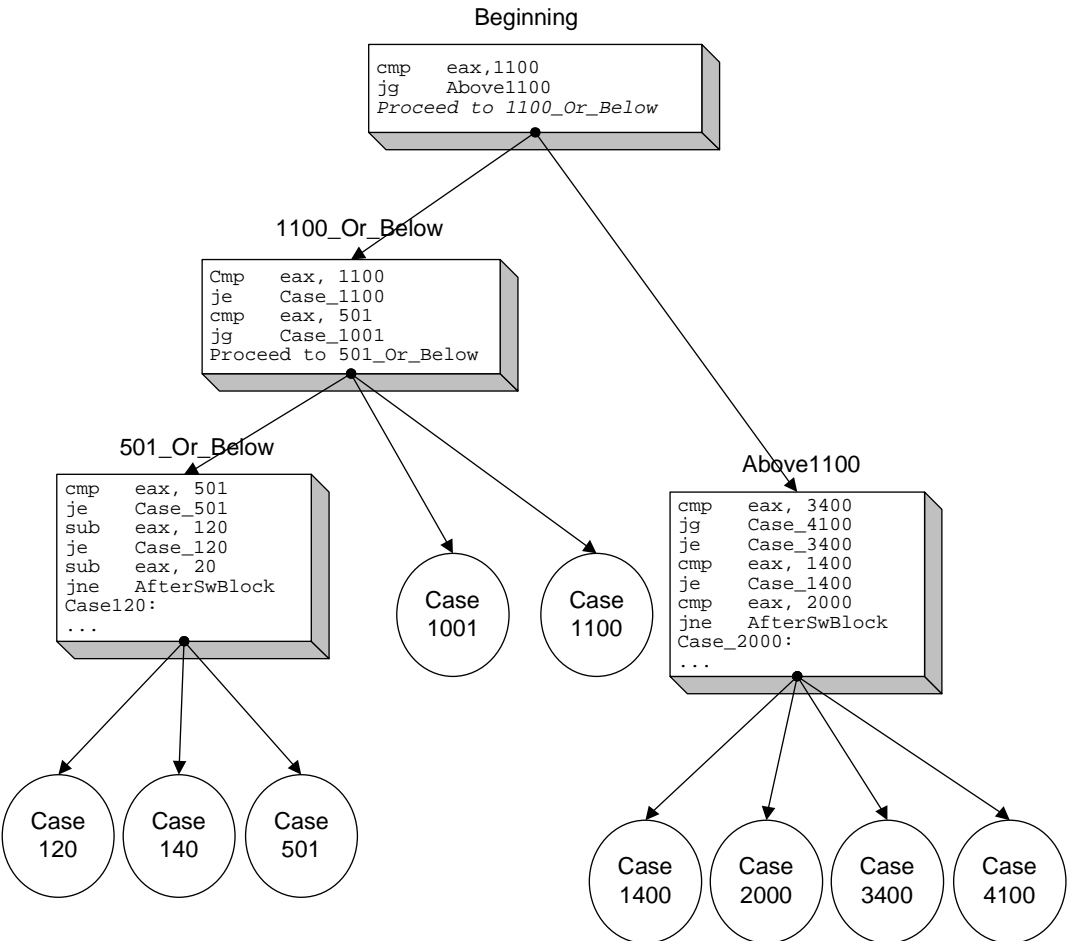 Beginning
cmp eax,1100
jg Above1100
Proceed to 1100_Or_Below
1100_Or_Below
Cmp eax, 1100
je Case_1100
cmp eax, 501
jg Case_1001
Proceed to 501_Or_Below
501_Or_Below
cmp eax, 501
je Case_501
sub eax, 120
je Case_120
sub eax, 20
jne AfterSwBlock
Case120:
...
Above1100
cmp eax, 3400
jg Case_4100
je Case_3400
cmp eax, 1400
je Case_1400
cmp eax, 2000
jne AfterSwBlock
Case_2000:
...
Case
1001
Case
1100
Case
120
Case
140
Case
501
Case
1400
Case
2000
Case
3400
Case
4100